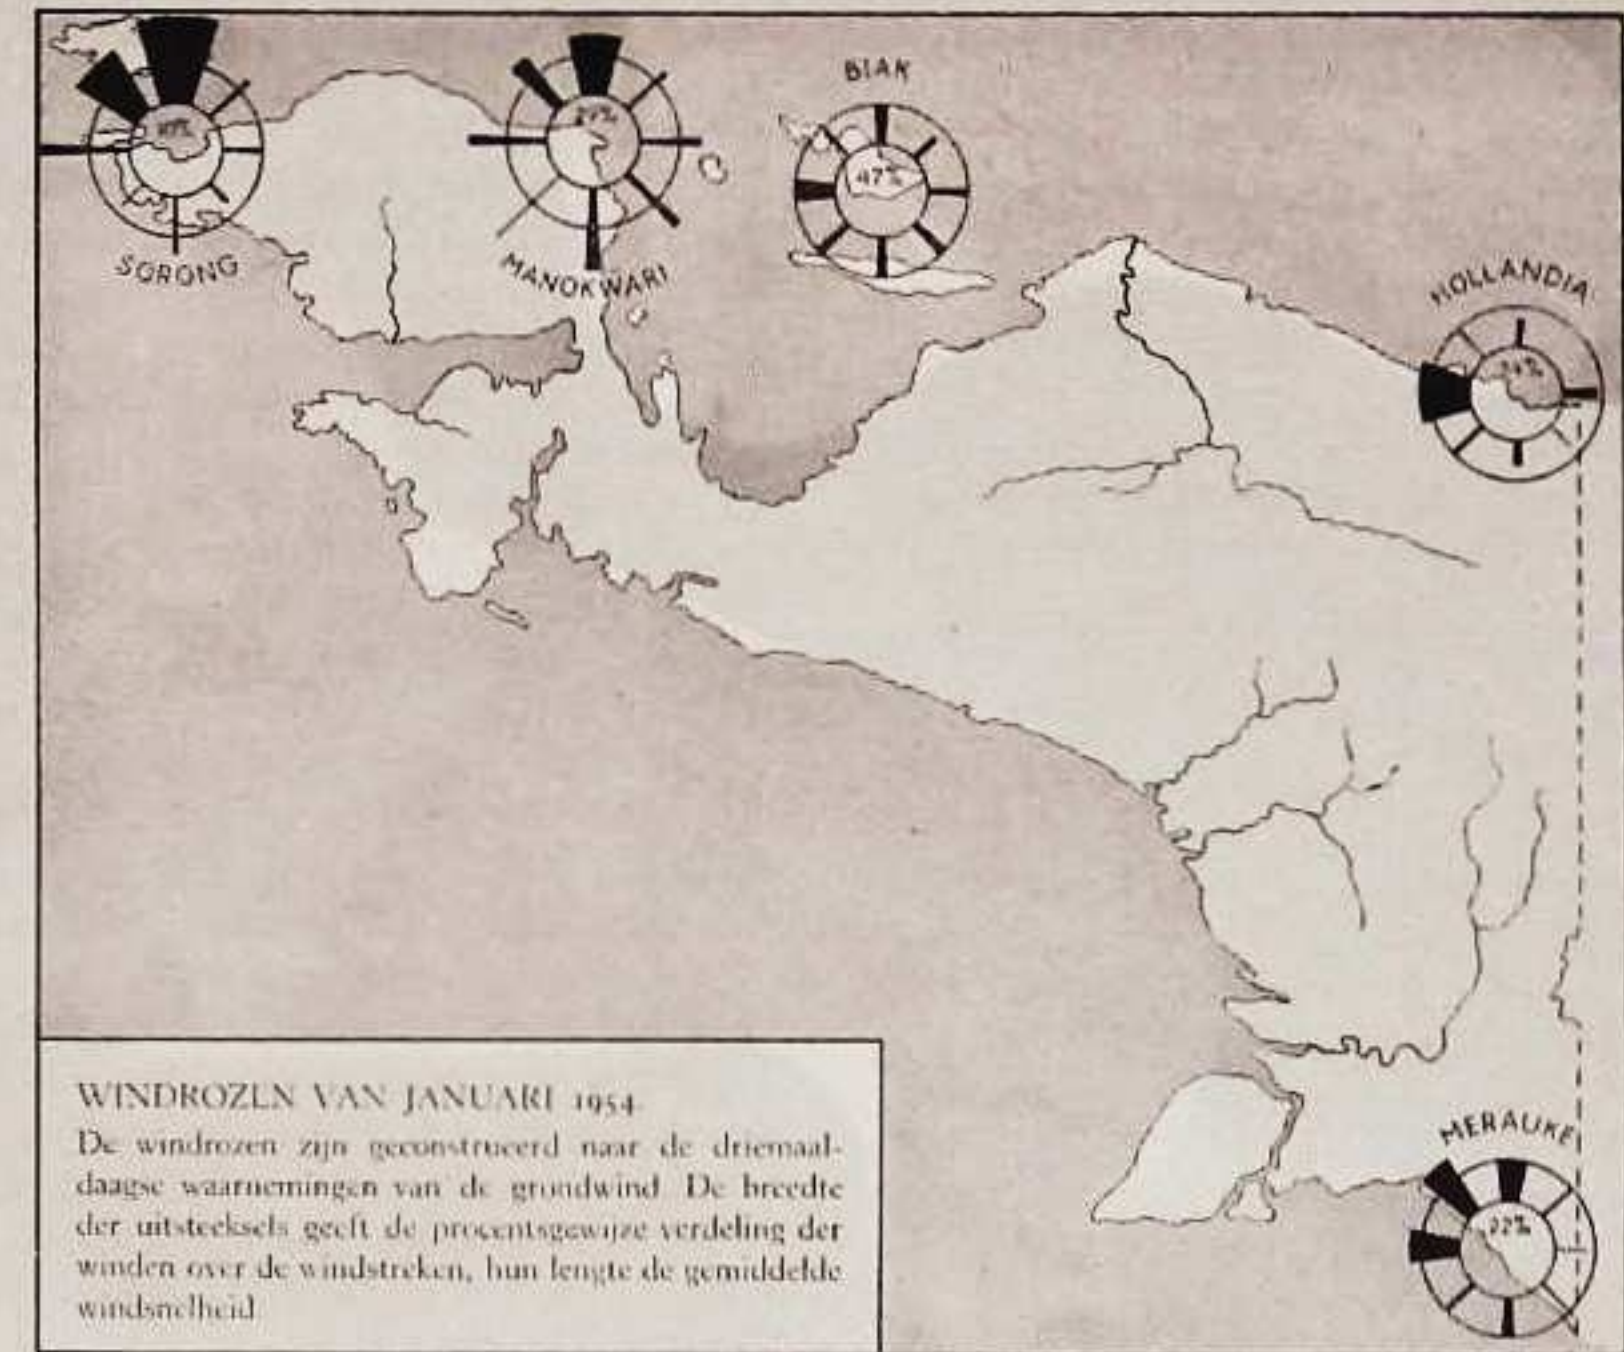 BIAK
47%
SORONG
MANOKWARI
HOLLANDIA
MERAUKE
22%
WINDROZEN VAN JANUARI 1954
De windrozen zijn geconstrueerd naar de driemaal-
daagse waarnemingen van de grondwind. De breedte
der uitsteeksels geeft de procentsgewijze verdeling der
winden over de windstreken, hun lengte de gemiddelde
windsnelheid